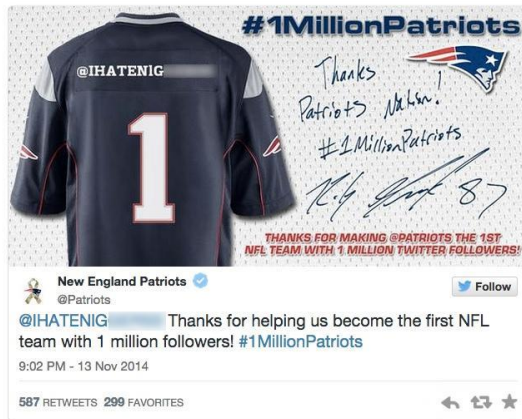 #1MillionPatriots
@IHATENIG
1
Thanks
Patriots Nation!
#1MillionPatriots
87
THANKS FOR MAKING @PATRIOTS THE 1ST
NFL TEAM WITH 1 MILLION TWITTER FOLLOWERS!
New England Patriots
@Patriots
Follow
@IHATENIG Thanks for helping us become the first NFL
team with 1 million followers! #1MillionPatriots
9:02 PM - 13 Nov 2014
587 RETWEETS 299 FAVORITES